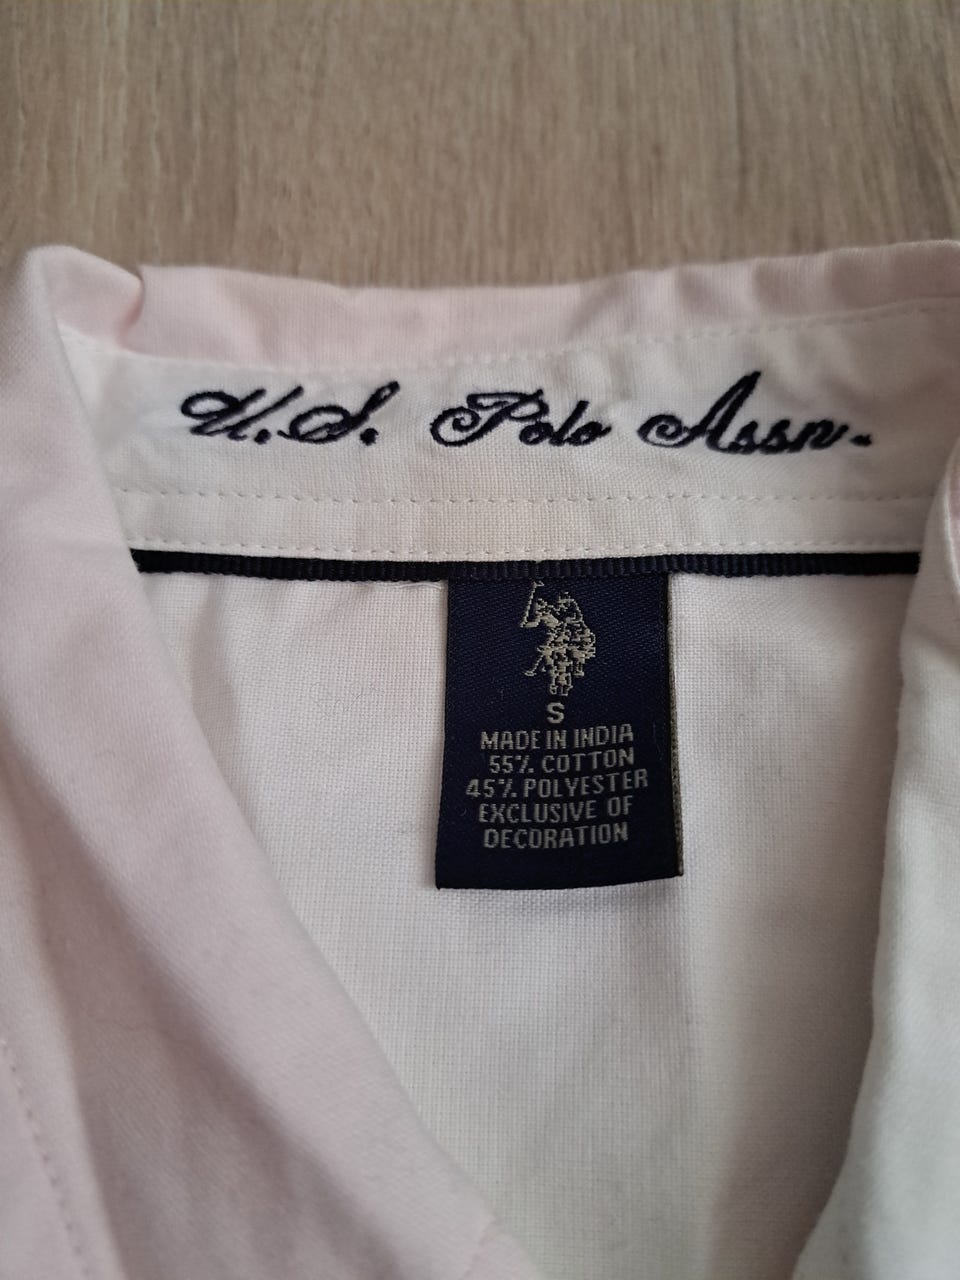 U.S. Polo Assn.
S
MADE IN INDIA
55% COTTON
45% POLYESTER
EXCLUSIVE OF
DECORATION